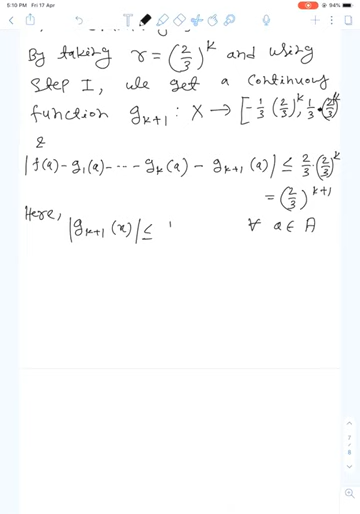 5:10 PM Fri 17 Apr
94%
By taking r = (2/3)^k and using
Step I, we get a continuous
function g_{k+1} : X → [-1/3 (2/3)^k, 1/3 · (2/3)^k]
&
|f(a) - g_1(a) - ---- - g_k(a) - g_{k+1}(a)| ≤ 2/3 · (2/3)^k
= (2/3)^{k+1}
Here,
|g_{k+1}(x)| ≤ ∀ a ∈ A
7
8